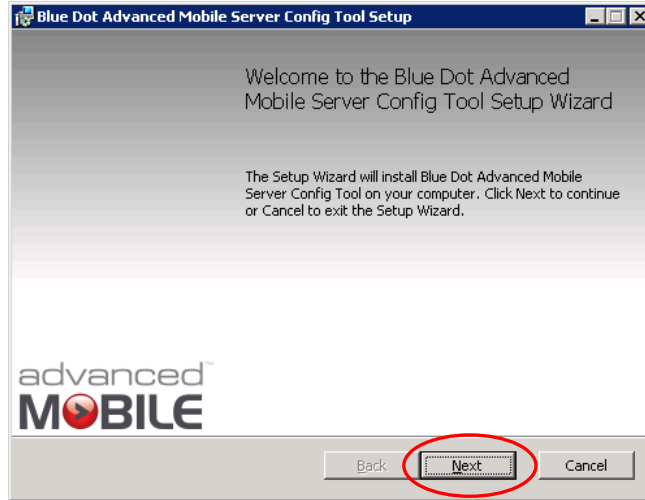 Blue Dot Advanced Mobile Server Config Tool Setup
Welcome to the Blue Dot Advanced
Mobile Server Config Tool Setup Wizard
The Setup Wizard will install Blue Dot Advanced Mobile
Server Config Tool on your computer. Click Next to continue
or Cancel to exit the Setup Wizard.
advanced™
MOBILE
Back Next Cancel